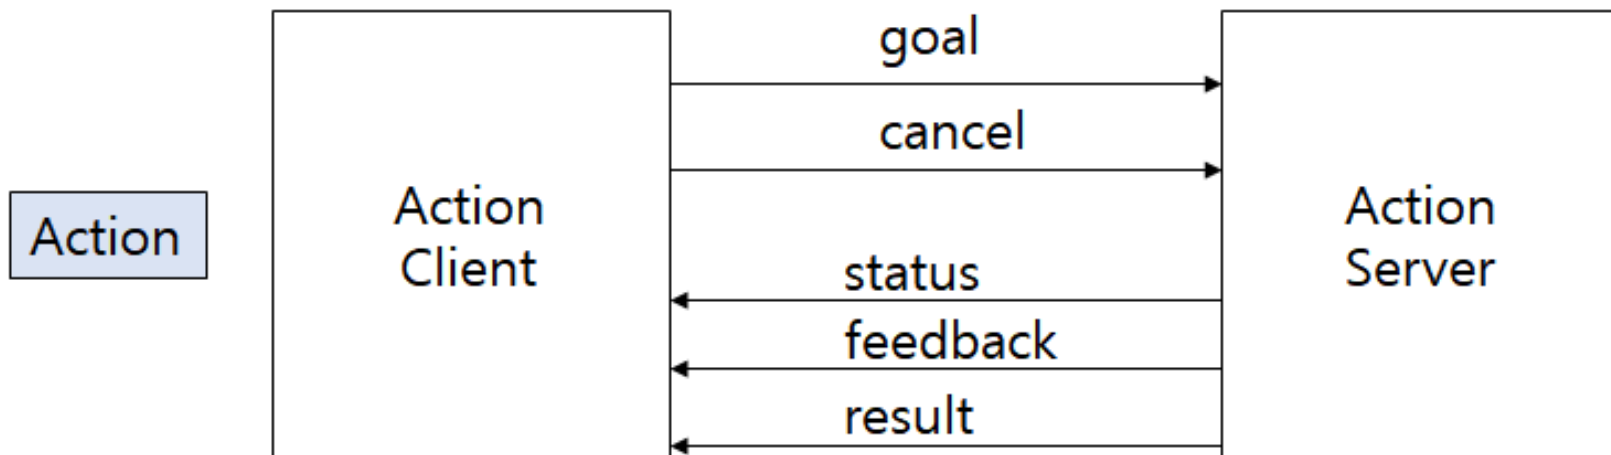 goal
cancel
Action
Action
Client
Action
Server
status
feedback
result